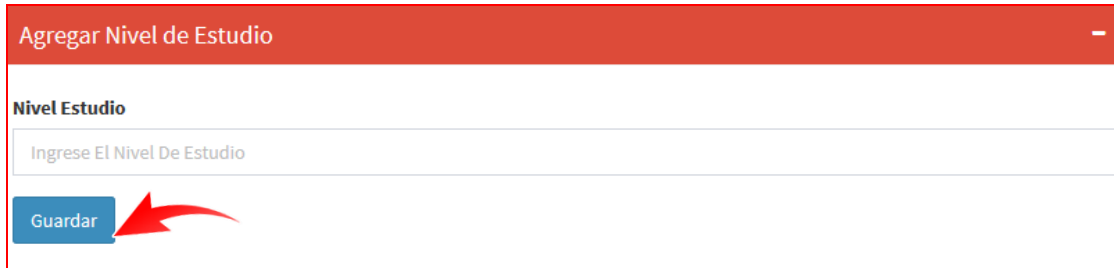 Agregar Nivel de Estudio
Nivel Estudio
Ingrese El Nivel De Estudio
Guardar